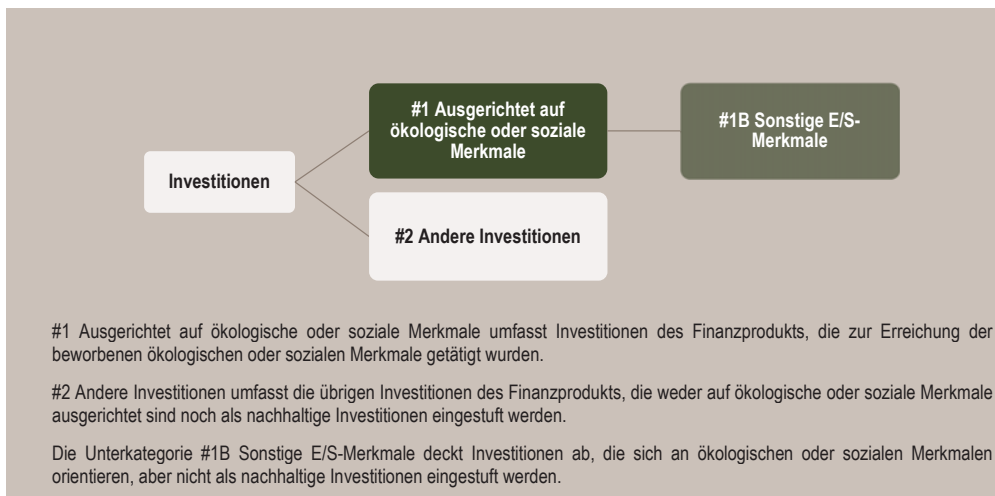 #1 Ausgerichtet auf
ökologische oder soziale
Merkmale
#1B Sonstige E/S-
Merkmale
Investitionen
#2 Andere Investitionen
#1 Ausgerichtet auf ökologische oder soziale Merkmale umfasst Investitionen des Finanzprodukts, die zur Erreichung der
beworbenen ökologischen oder sozialen Merkmale getätigt wurden.
#2 Andere Investitionen umfasst die übrigen Investitionen des Finanzprodukts, die weder auf ökologische oder soziale Merkmale
ausgerichtet sind noch als nachhaltige Investitionen eingestuft werden.
Die Unterkategorie #1B Sonstige E/S-Merkmale deckt Investitionen ab, die sich an ökologischen oder sozialen Merkmalen
orientieren, aber nicht als nachhaltige Investitionen eingestuft werden.